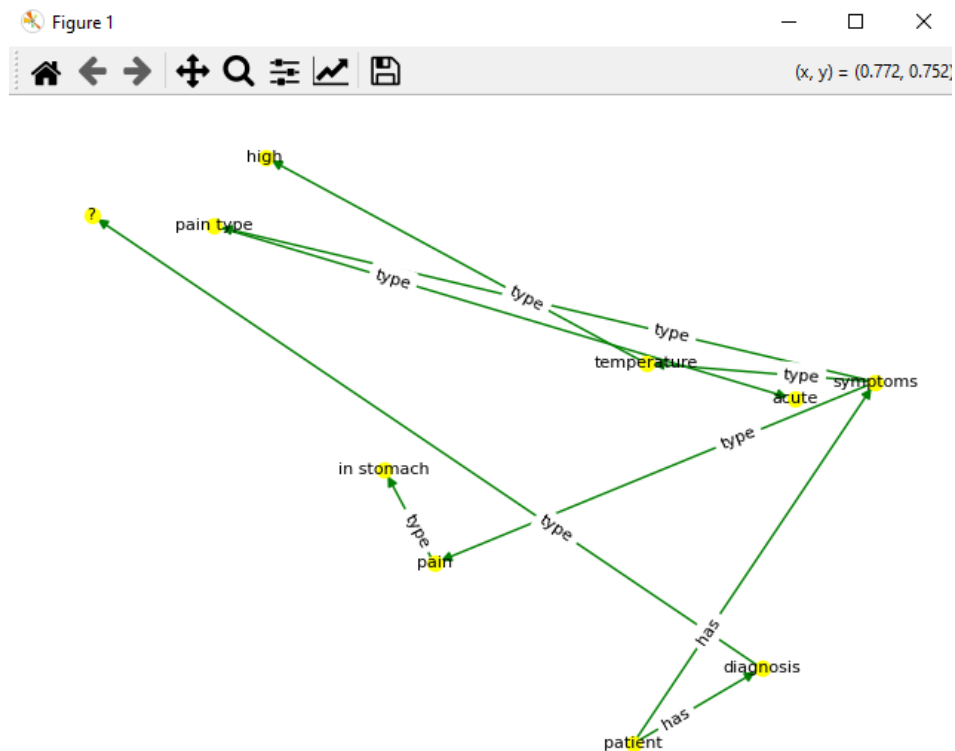 Figure 1
(x, y) = (0.772, 0.752)
high
?
pain type
type
type
type
temperature
type
symptoms
acute
type
in stomach
type
type
pain
has
diagnosis
has
patient